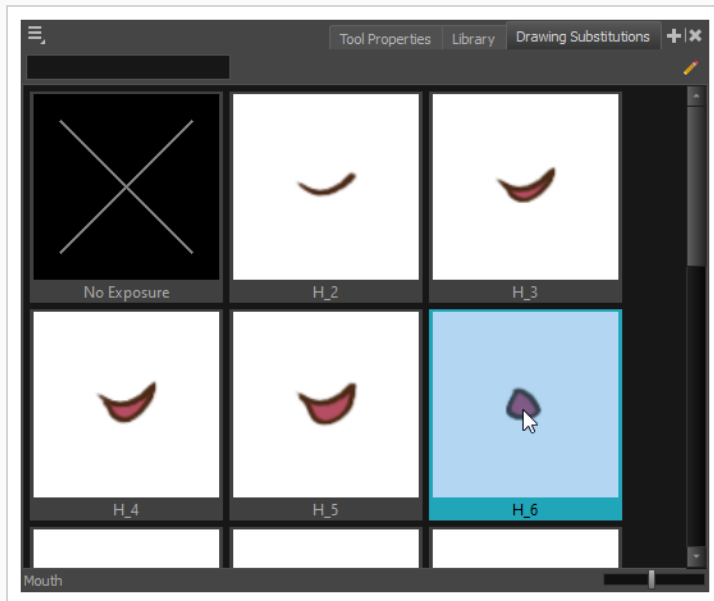 Tool Properties Library Drawing Substitutions
No Exposure H_2 H_3
H_4 H_5 H_6
Mouth